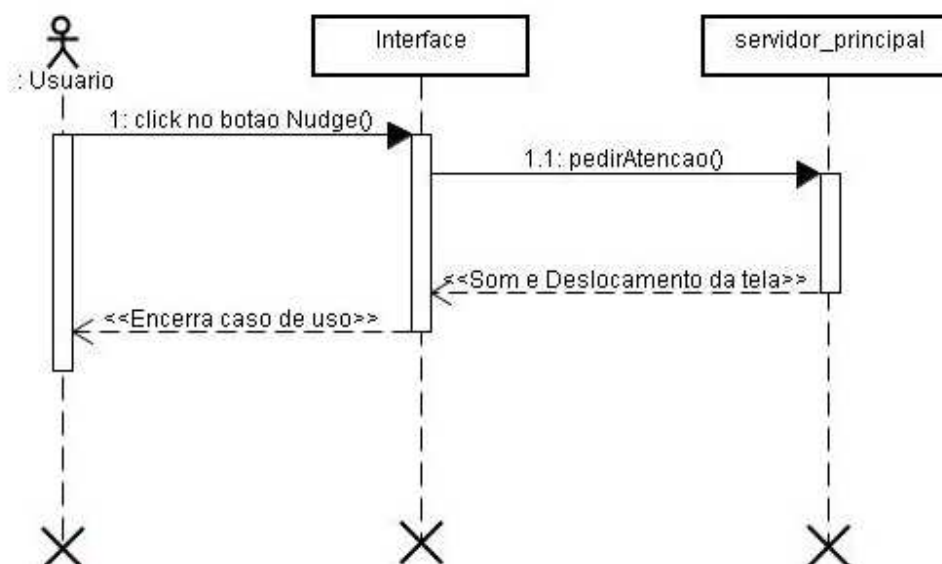 Interface
servidor_principal
: Usuario
1: click no botao Nudge()
1.1: pedirAtencao()
<<Som e Deslocamento da tela>>
<<Encerra caso de uso>>